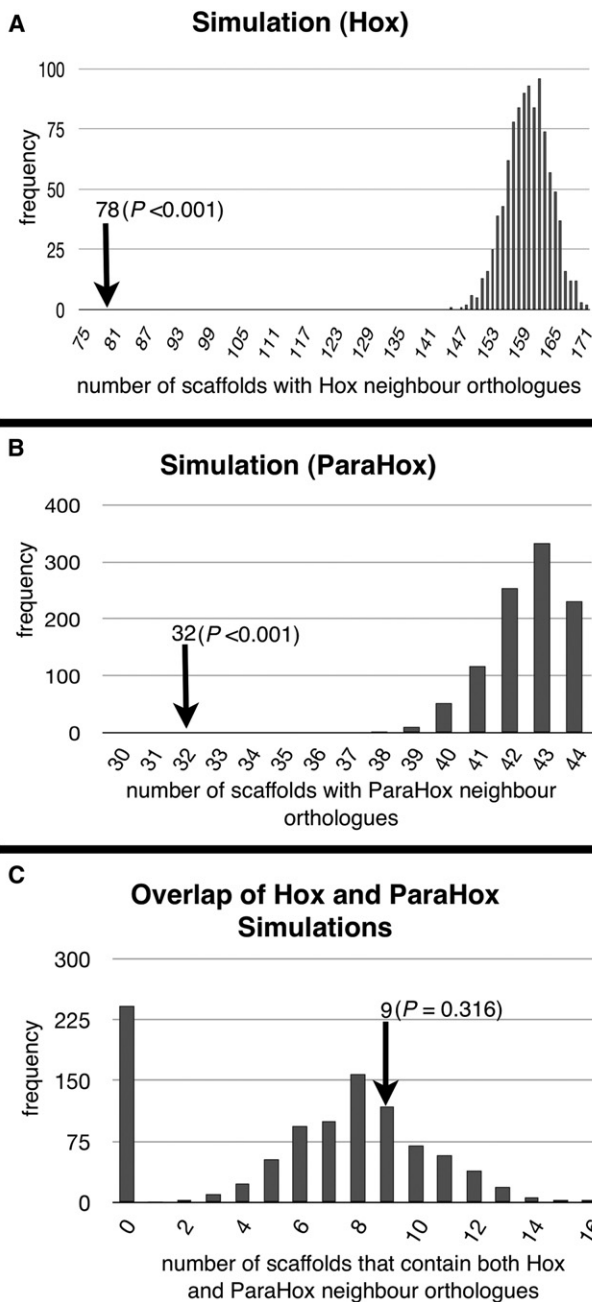 A
Simulation (Hox)
frequency
100
75
50
25
0
78 (P <0.001)
75 81 87 93 99 105 111 117 123 129 135 141 147 153 159 165 171
number of scaffolds with Hox neighbour orthologues
B
Simulation (ParaHox)
frequency
400
300
200
100
0
32 (P <0.001)
30 31 32 33 34 35 36 37 38 39 40 41 42 43 44
number of scaffolds with ParaHox neighbour
orthologues
C
Overlap of Hox and ParaHox
Simulations
frequency
300
225
150
75
0
9 (P = 0.316)
0 2 4 6 8 10 12 14 16
number of scaffolds that contain both Hox
and ParaHox neighbour orthologues